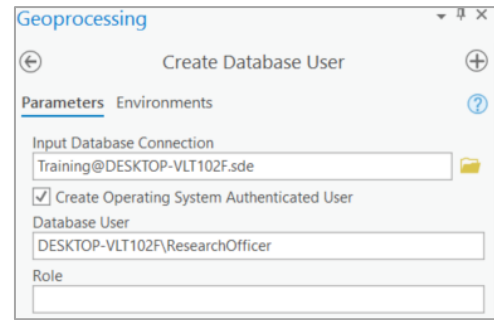 Geoprocessing
Create Database User
Parameters Environments
Input Database Connection
Training@DESKTOP-VLT102F.sde
Create Operating System Authenticated User
Database User
DESKTOP-VLT102F\ResearchOfficer
Role